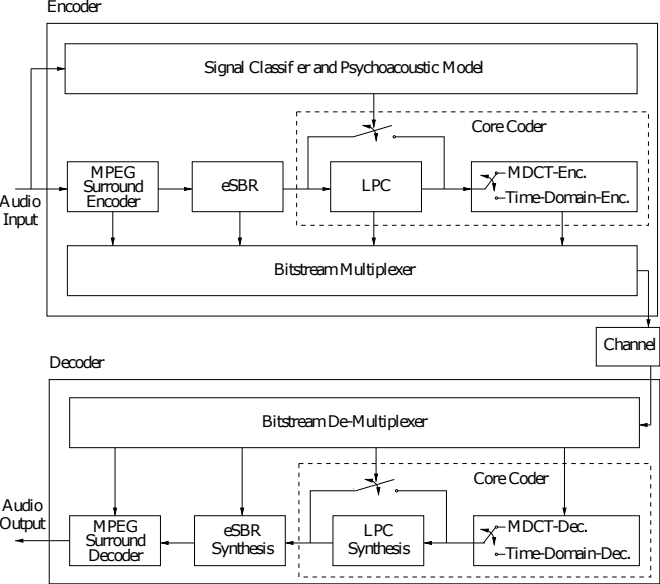 Encoder
Signal Classifier and Psychoacoustic Model
Core Coder
MPEG
Surround
Encoder
eSBR
LPC
MDCT-Enc.
Time-Domain-Enc.
Audio
Input
Bitstream Multiplexer
Channel
Decoder
Bitstream De-Multiplexer
Core Coder
Audio
Output
MPEG
Surround
Decoder
eSBR
Synthesis
LPC
Synthesis
MDCT-Dec.
Time-Domain-Dec.